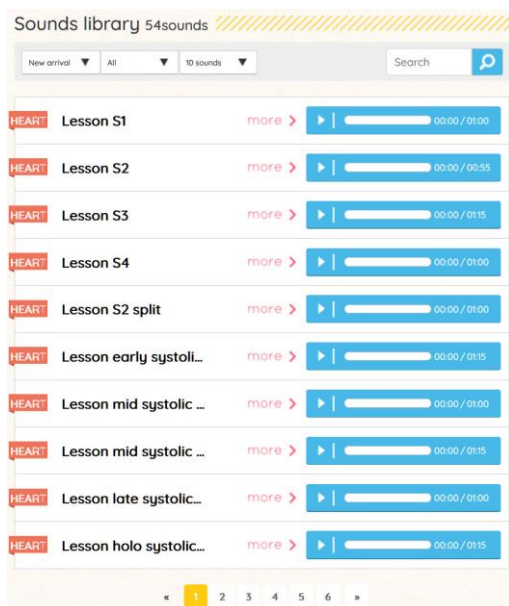 Sounds library 54sounds
New arrival ▼ All ▼ 10 sounds ▼ Search
HEART Lesson S1 more > 00:00 / 01:00
HEART Lesson S2 more > 00:00 / 00:55
HEART Lesson S3 more > 00:00 / 01:15
HEART Lesson S4 more > 00:00 / 01:00
HEART Lesson S2 split more > 00:00 / 01:00
HEART Lesson early systoli... more > 00:00 / 01:15
HEART Lesson mid systolic ... more > 00:00 / 01:00
HEART Lesson mid systolic ... more > 00:00 / 01:15
HEART Lesson late systolic... more > 00:00 / 01:00
HEART Lesson holo systolic... more > 00:00 / 01:15
« 1 2 3 4 5 6 »